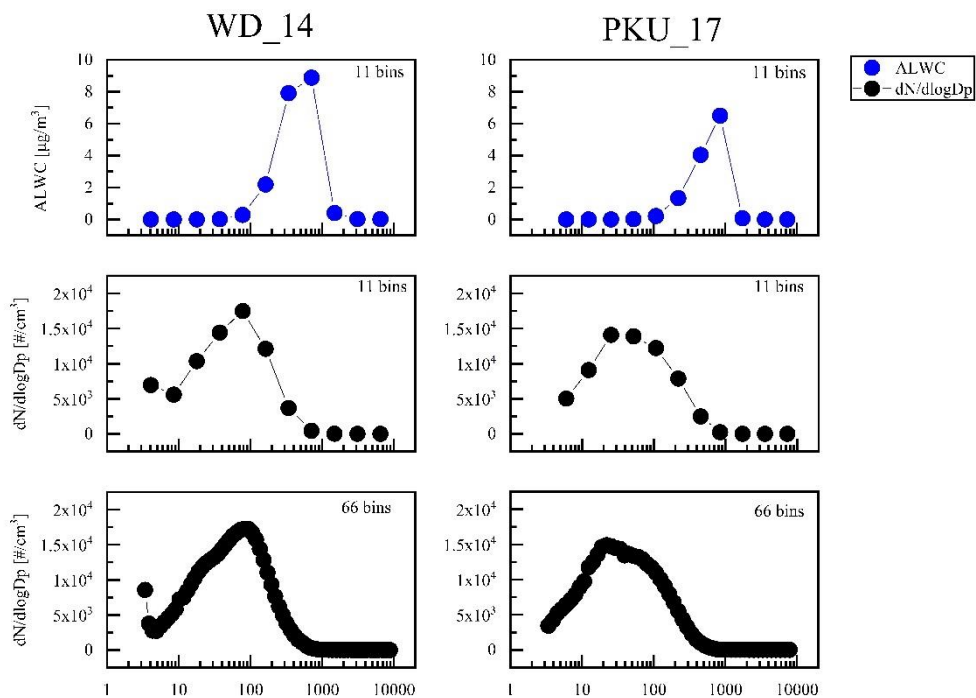 WD_14
PKU_17
ALWC
dN/dlogDp
ALWC [µg/m³]
10
8
6
4
2
0
11 bins
10
8
6
4
2
0
11 bins
dN/dlogDp [#/cm³]
2x10⁴
1.5x10⁴
1x10⁴
5x10³
0
11 bins
2x10⁴
1.5x10⁴
1x10⁴
5x10³
0
11 bins
dN/dlogDp [#/cm³]
2x10⁴
1.5x10⁴
1x10⁴
5x10³
0
66 bins
2x10⁴
1.5x10⁴
1x10⁴
5x10³
0
66 bins
1 10 100 1000 10000
1 10 100 1000 10000